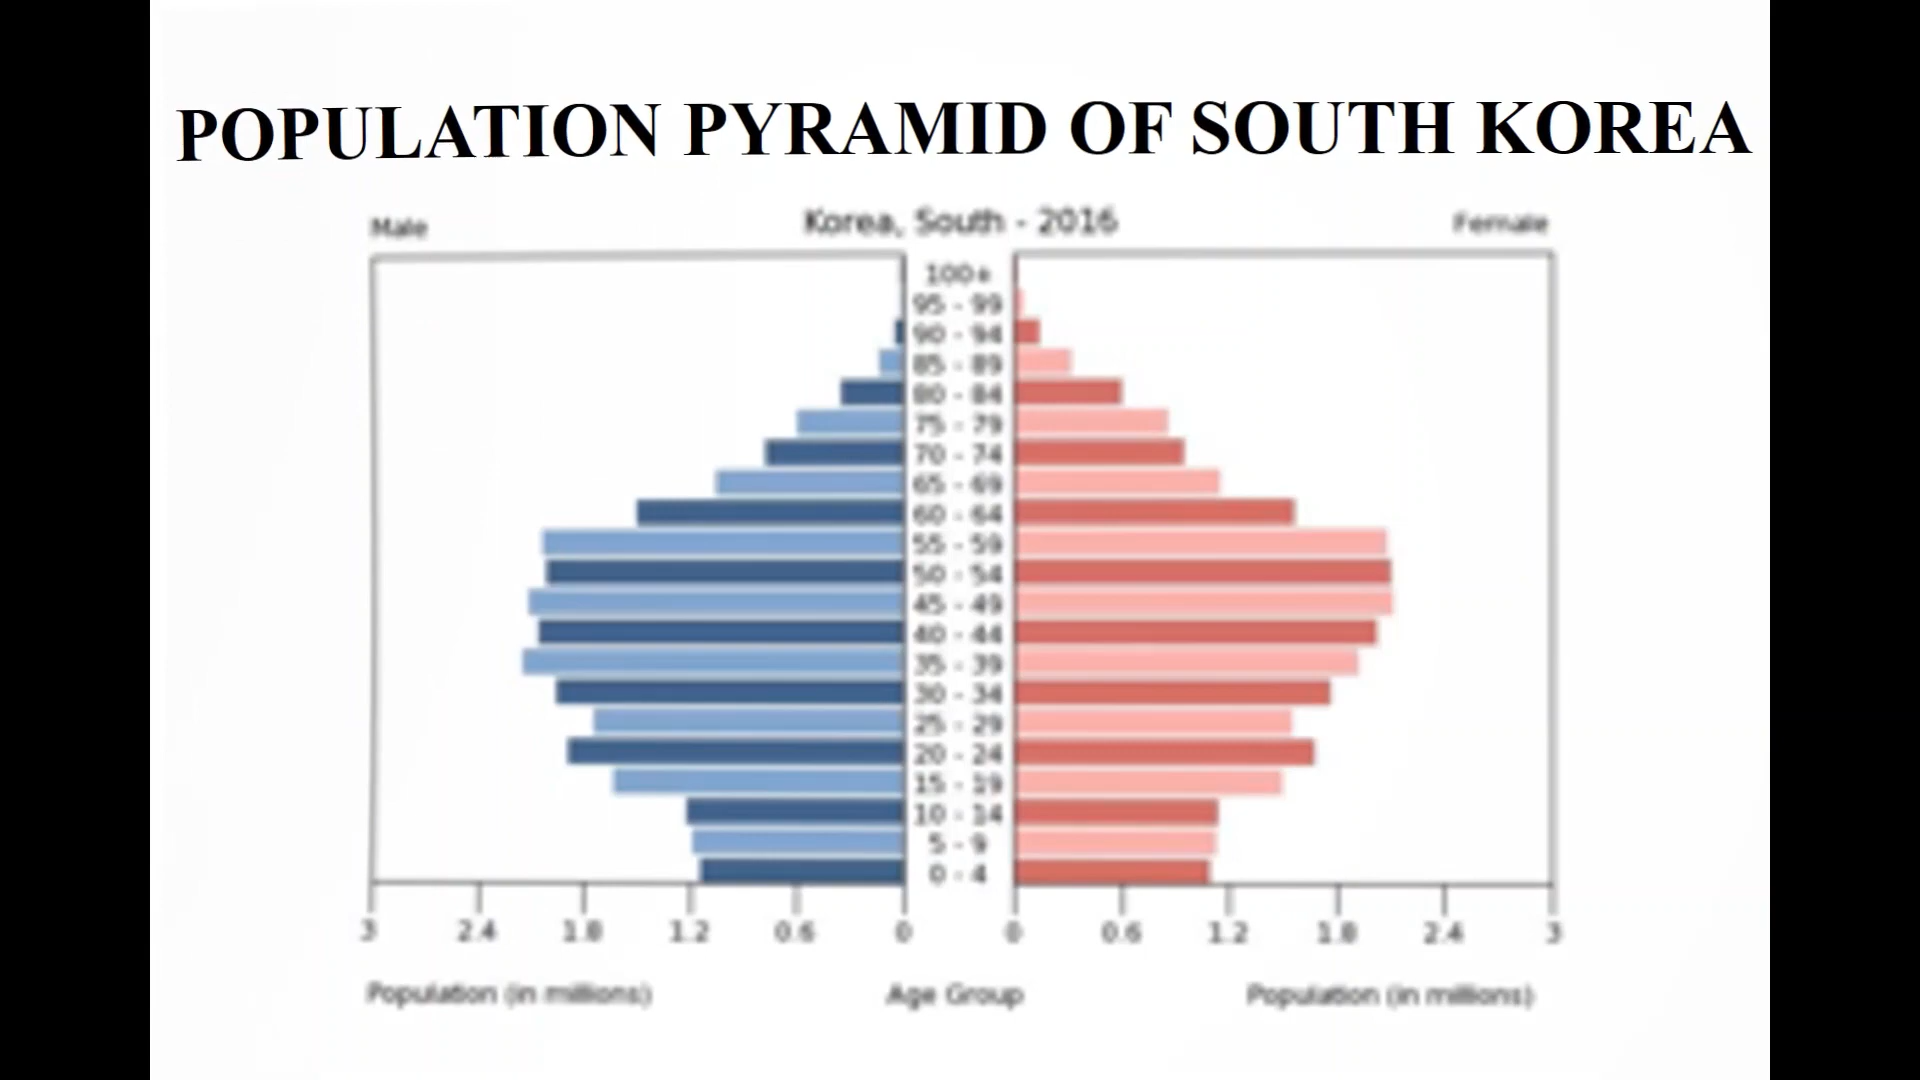 POPULATION PYRAMID OF SOUTH KOREA
Male
Korea, South - 2016
Female
100+
95 - 99
90 - 94
85 - 89
80 - 84
75 - 79
70 - 74
65 - 69
60 - 64
55 - 59
50 - 54
45 - 49
40 - 44
35 - 39
30 - 34
25 - 29
20 - 24
15 - 19
10 - 14
5 - 9
0 - 4
3 2.4 1.8 1.2 0.6 0 0 0.6 1.2 1.8 2.4 3
Population (in millions) Age Group Population (in millions)